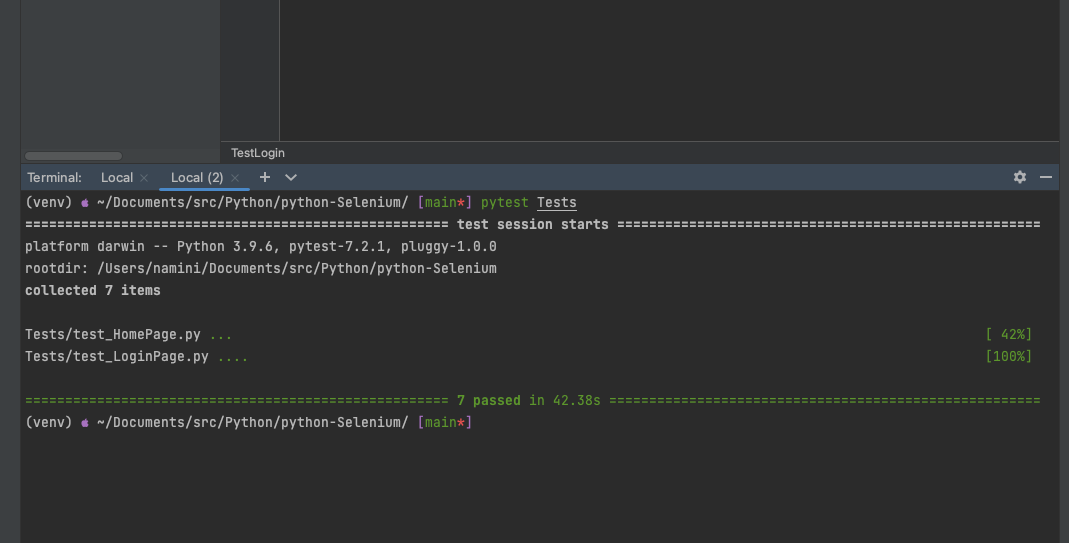 TestLogin
Terminal: Local × Local (2) × +
(venv) ~/Documents/src/Python/python-Selenium/ [main*] pytest Tests
===================================================== test session starts =====================================================
platform darwin -- Python 3.9.6, pytest-7.2.1, pluggy-1.0.0
rootdir: /Users/namini/Documents/src/Python/python-Selenium
collected 7 items
Tests/test_HomePage.py ... [ 42%]
Tests/test_LoginPage.py .... [100%]
===================================================== 7 passed in 42.38s ======================================================
(venv) ~/Documents/src/Python/python-Selenium/ [main*]